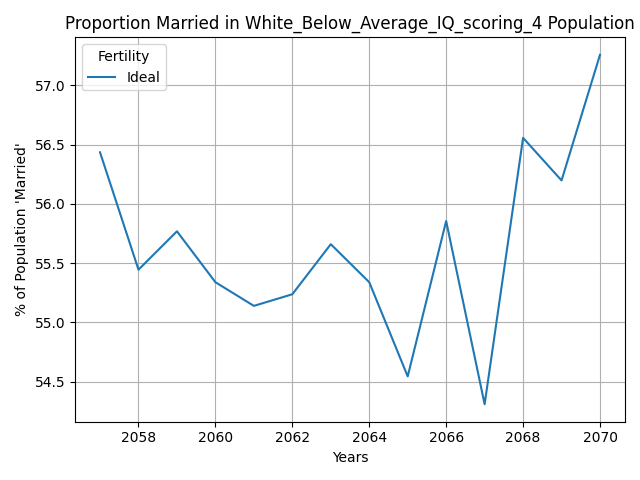 Proportion Married in White_Below_Average_IQ_scoring_4 Population
Fertility
Ideal
% of Population 'Married'
57.0
56.5
56.0
55.5
55.0
54.5
2058 2060 2062 2064 2066 2068 2070
Years